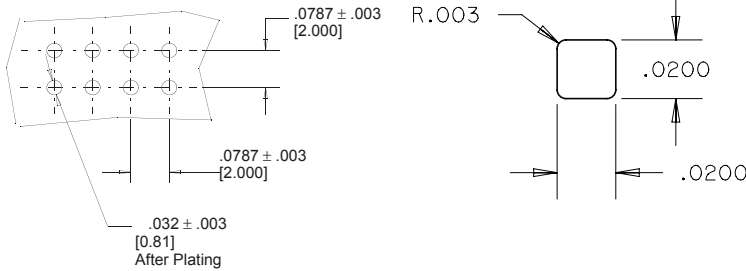 .0787 ± .003
[2.000]
R.003
.0200
.0787 ± .003
[2.000]
.0200
.032 ± .003
[0.81]
After Plating